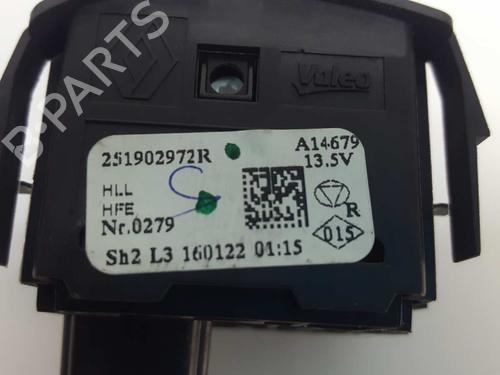 B-PARTS
Valeo
251902972R
A14679
13.5V
HLL
HFE
Nr.0279
R
015
Sh2 L3 160122 01:15